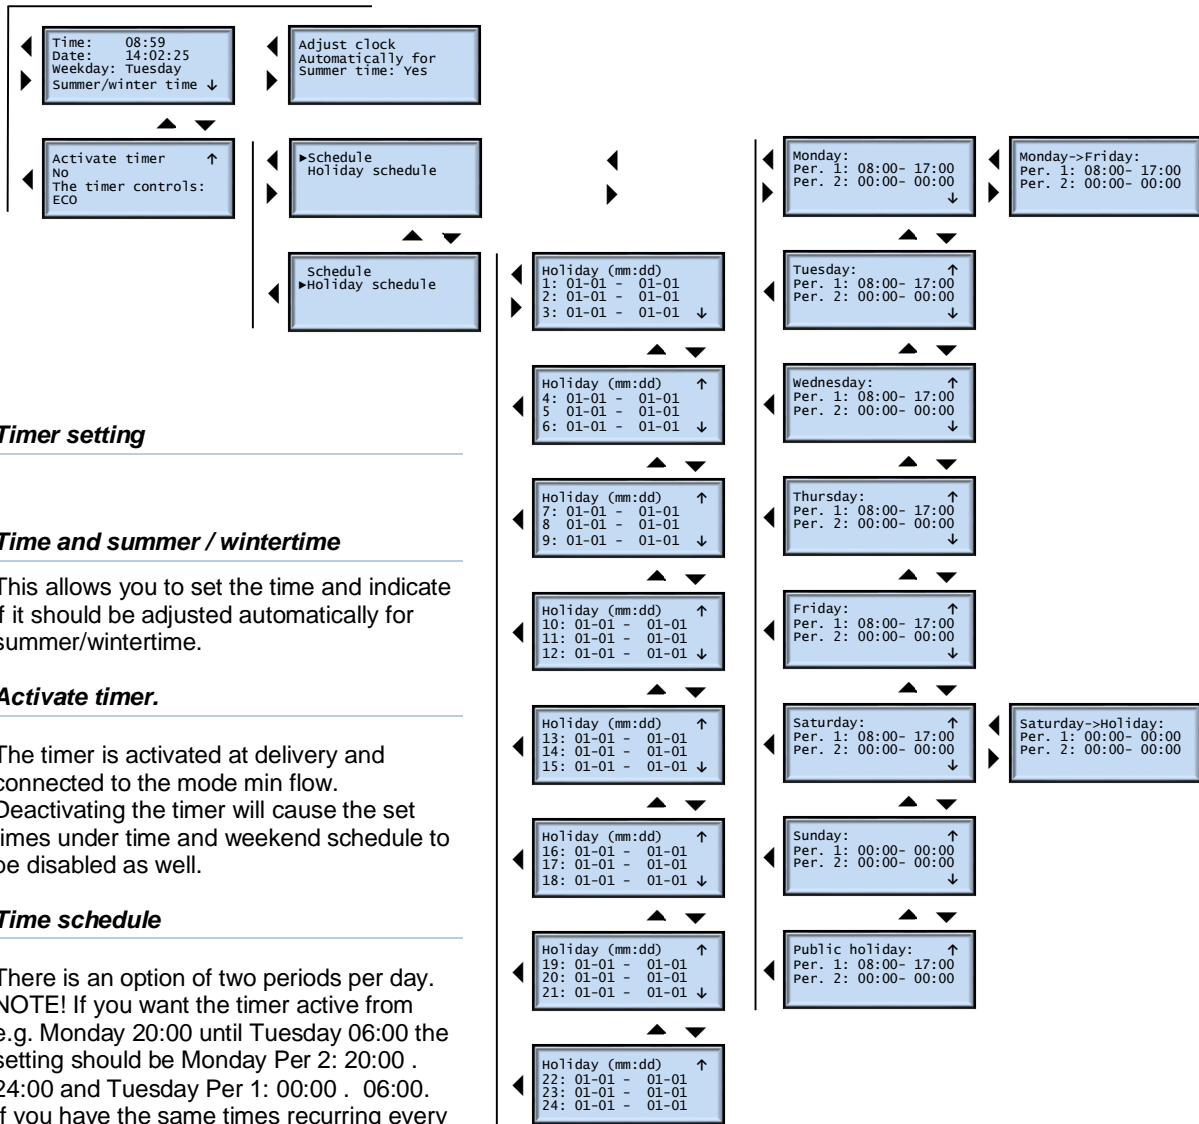 Time: 08:59
Date: 14:02:25
Weekday: Tuesday
Summer/winter time ↓
Adjust clock
Automatically for
Summer time: Yes
Activate timer ↑
No
The timer controls:
ECO
►Schedule
Holiday schedule
Schedule
►Holiday schedule
Timer setting
Time and summer / wintertime
This allows you to set the time and indicate
if it should be adjusted automatically for
summer/wintertime.
Activate timer.
The timer is activated at delivery and
connected to the mode min flow.
Deactivating the timer will cause the set
times under time and weekend schedule to
be disabled as well.
Time schedule
There is an option of two periods per day.
NOTE! If you want the timer active from
e.g. Monday 20:00 until Tuesday 06:00 the
setting should be Monday Per 2: 20:00 .
24:00 and Tuesday Per 1: 00:00 . 06:00.
If you have the same times recurring every
Holiday (mm:dd)
1: 01-01 - 01-01
2: 01-01 - 01-01
3: 01-01 - 01-01 ↓
Holiday (mm:dd) ↑
4: 01-01 - 01-01
5 01-01 - 01-01
6: 01-01 - 01-01 ↓
Holiday (mm:dd) ↑
7: 01-01 - 01-01
8 01-01 - 01-01
9: 01-01 - 01-01 ↓
Holiday (mm:dd) ↑
10: 01-01 - 01-01
11: 01-01 - 01-01
12: 01-01 - 01-01 ↓
Holiday (mm:dd) ↑
13: 01-01 - 01-01
14: 01-01 - 01-01
15: 01-01 - 01-01 ↓
Holiday (mm:dd) ↑
16: 01-01 - 01-01
17: 01-01 - 01-01
18: 01-01 - 01-01 ↓
Holiday (mm:dd) ↑
19: 01-01 - 01-01
20: 01-01 - 01-01
21: 01-01 - 01-01 ↓
Holiday (mm:dd) ↑
22: 01-01 - 01-01
23: 01-01 - 01-01
24: 01-01 - 01-01
Monday:
Per. 1: 08:00- 17:00
Per. 2: 00:00- 00:00
↓
Monday->Friday:
Per. 1: 08:00- 17:00
Per. 2: 00:00- 00:00
Tuesday: ↑
Per. 1: 08:00- 17:00
Per. 2: 00:00- 00:00
↓
Wednesday: ↑
Per. 1: 08:00- 17:00
Per. 2: 00:00- 00:00
↓
Thursday: ↑
Per. 1: 08:00- 17:00
Per. 2: 00:00- 00:00
↓
Friday: ↑
Per. 1: 08:00- 17:00
Per. 2: 00:00- 00:00
↓
Saturday: ↑
Per. 1: 08:00- 17:00
Per. 2: 00:00- 00:00
↓
Saturday->Holiday:
Per. 1: 00:00- 00:00
Per. 2: 00:00- 00:00
Sunday: ↑
Per. 1: 00:00- 00:00
Per. 2: 00:00- 00:00
↓
Public holiday: ↑
Per. 1: 08:00- 17:00
Per. 2: 00:00- 00:00